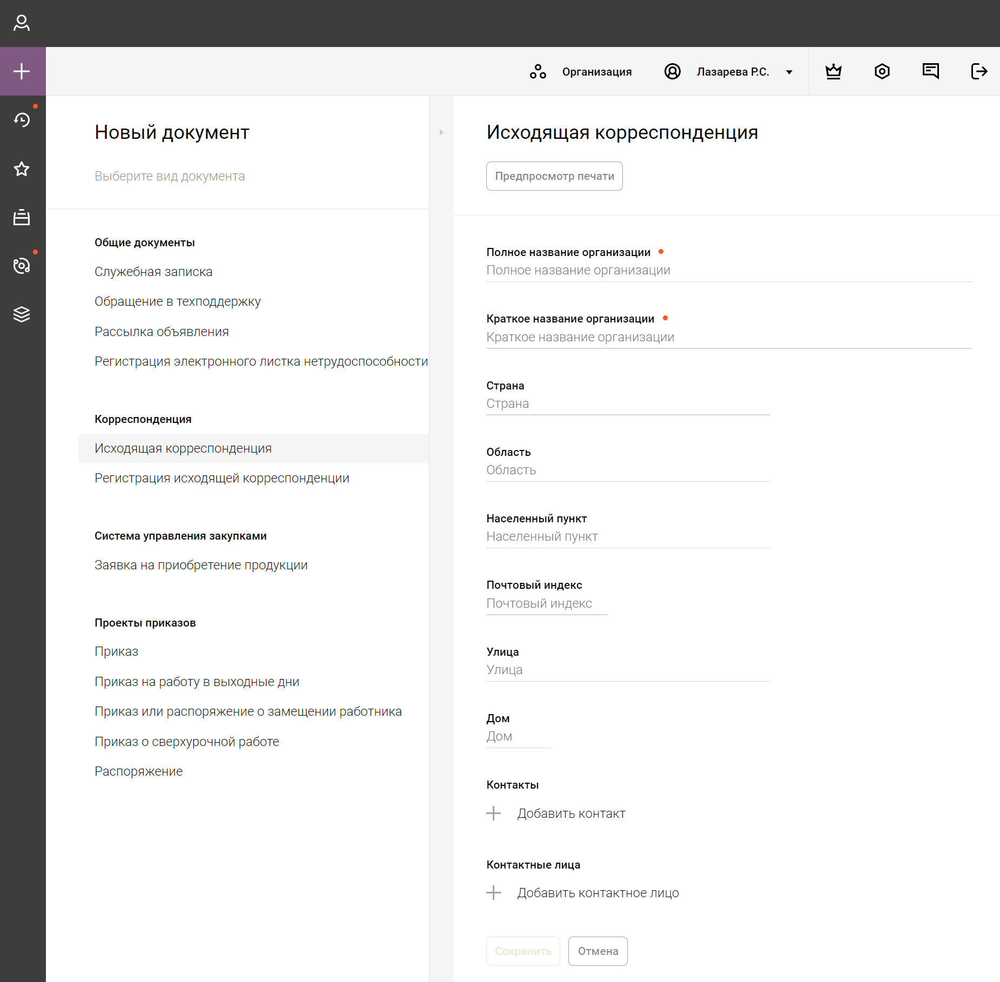 Организация
Лазарева Р.С.
Новый документ
Выберите вид документа
Общие документы
Служебная записка
Обращение в техподдержку
Рассылка объявления
Регистрация электронного листка нетрудоспособности
Корреспонденция
Исходящая корреспонденция
Регистрация исходящей корреспонденции
Система управления закупками
Заявка на приобретение продукции
Проекты приказов
Приказ
Приказ на работу в выходные дни
Приказ или распоряжение о замещении работника
Приказ о сверхурочной работе
Распоряжение
Исходящая корреспонденция
Предпросмотр печати
Полное название организации
Полное название организации
Краткое название организации
Краткое название организации
Страна
Страна
Область
Область
Населенный пункт
Населенный пункт
Почтовый индекс
Почтовый индекс
Улица
Улица
Дом
Дом
Контакты
Добавить контакт
Контактные лица
Добавить контактное лицо
Сохранить
Отмена